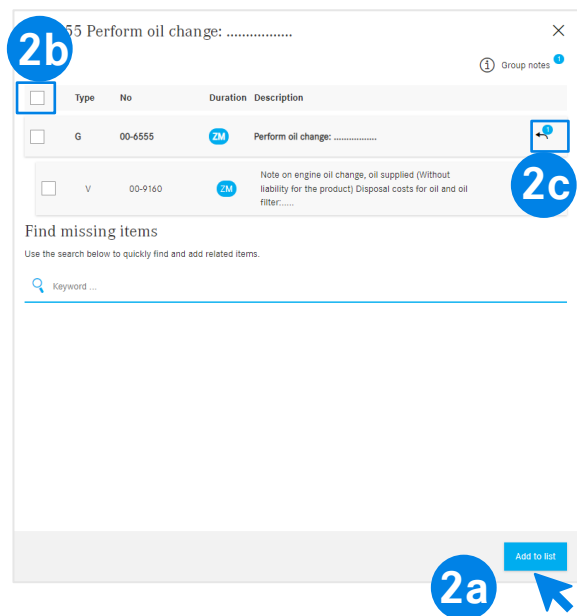 55 Perform oil change: .................
2b
Group notes 1
Type No Duration Description
G 00-6555 ZM Perform oil change: .................
1
2c
V 00-9160 ZM Note on engine oil change, oil supplied (Without
liability for the product) Disposal costs for oil and oil
filter:.....
Find missing items
Use the search below to quickly find and add related items.
Keyword ...
Add to list
2a